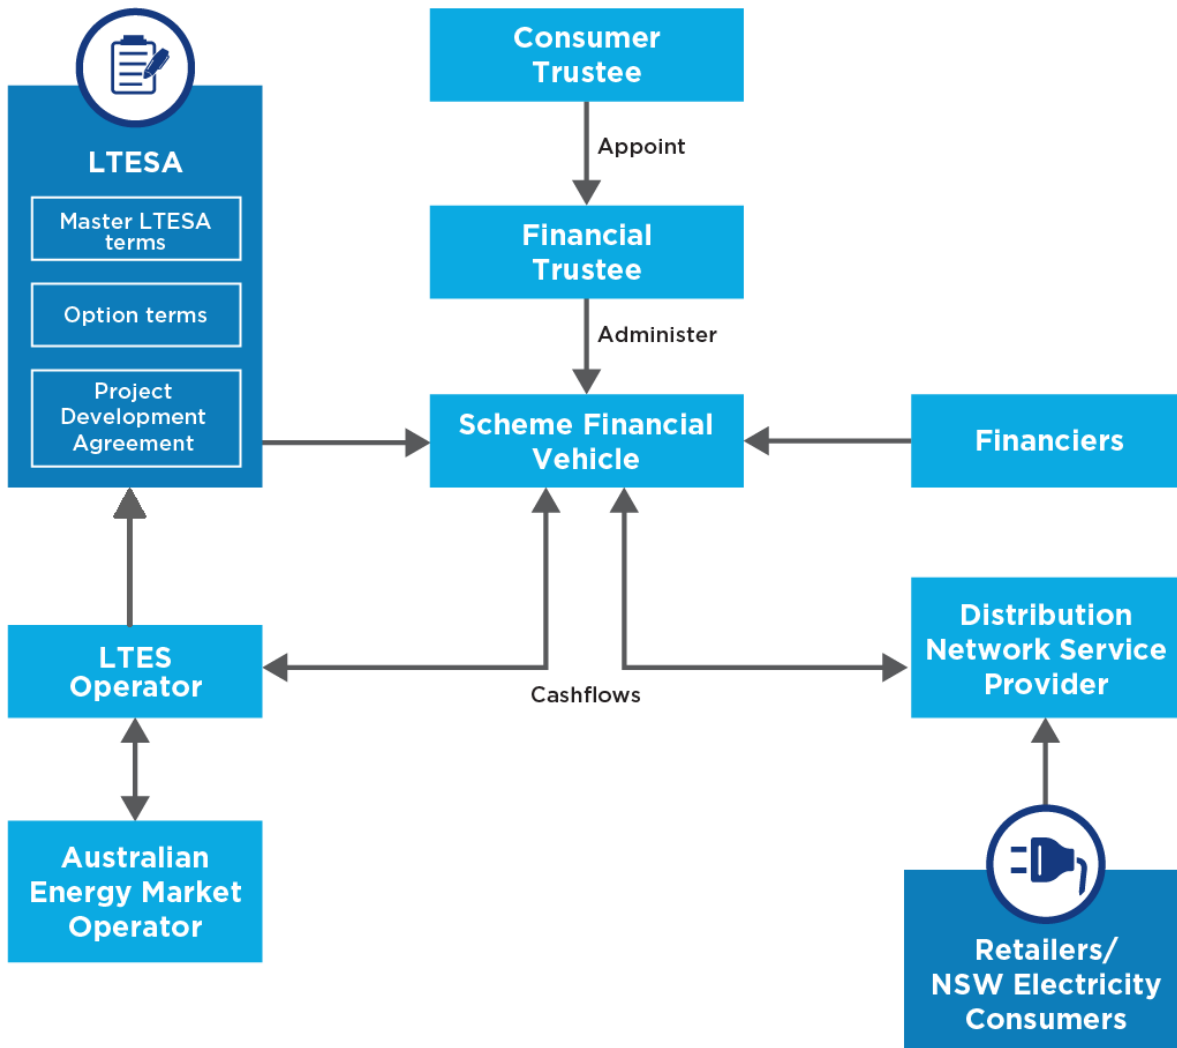 Consumer
Trustee
Appoint
LTESA
Master LTESA
terms
Option terms
Project
Development
Agreement
Financial
Trustee
Administer
Scheme Financial
Vehicle
Financiers
LTES
Operator
Cashflows
Distribution
Network Service
Provider
Australian
Energy Market
Operator
Retailers/
NSW Electricity
Consumers